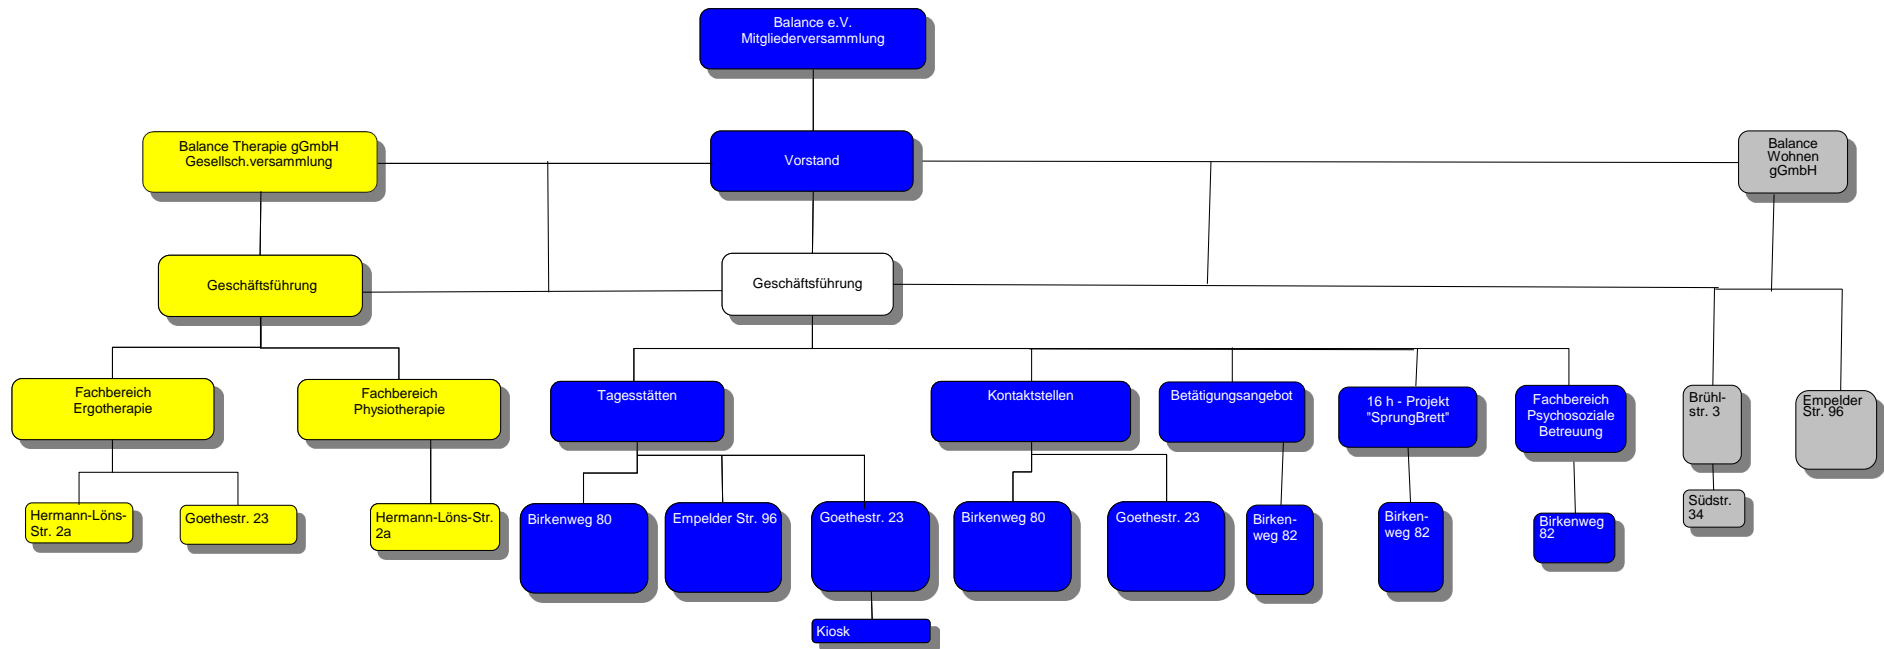 Balance e.V.
Mitgliederversammlung
Balance Therapie gGmbH
Gesellsch.versammlung
Vorstand
Balance
Wohnen
gGmbH
Geschäftsführung
Geschäftsführung
Fachbereich
Ergotherapie
Fachbereich
Physiotherapie
Tagesstätten
Kontaktstellen
Betätigungsangebot
16 h - Projekt
"SprungBrett"
Fachbereich
Psychosoziale
Betreuung
Brühl-
str. 3
Empelder
Str. 96
Hermann-Löns-
Str. 2a
Goethestr. 23
Hermann-Löns-Str.
2a
Birkenweg 80
Empelder Str. 96
Goethestr. 23
Birkenweg 80
Goethestr. 23
Birken-
weg 82
Birken-
weg 82
Birkenweg
82
Südstr.
34
Kiosk